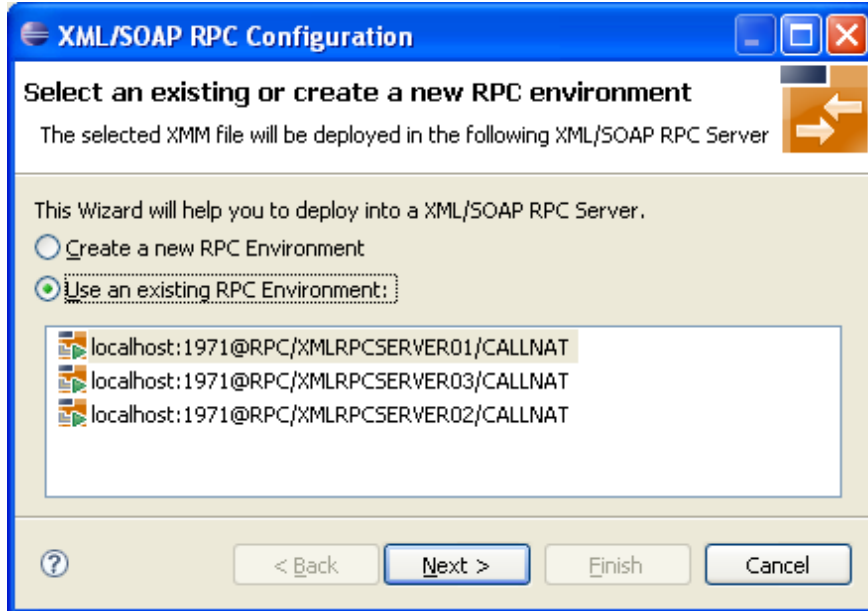 XML/SOAP RPC Configuration
Select an existing or create a new RPC environment
The selected XMM file will be deployed in the following XML/SOAP RPC Server
This Wizard will help you to deploy into a XML/SOAP RPC Server.
Create a new RPC Environment
Use an existing RPC Environment:
localhost:1971@RPC/XMLRPCSERVER01/CALLNAT
localhost:1971@RPC/XMLRPCSERVER03/CALLNAT
localhost:1971@RPC/XMLRPCSERVER02/CALLNAT
? < Back Next > Finish Cancel